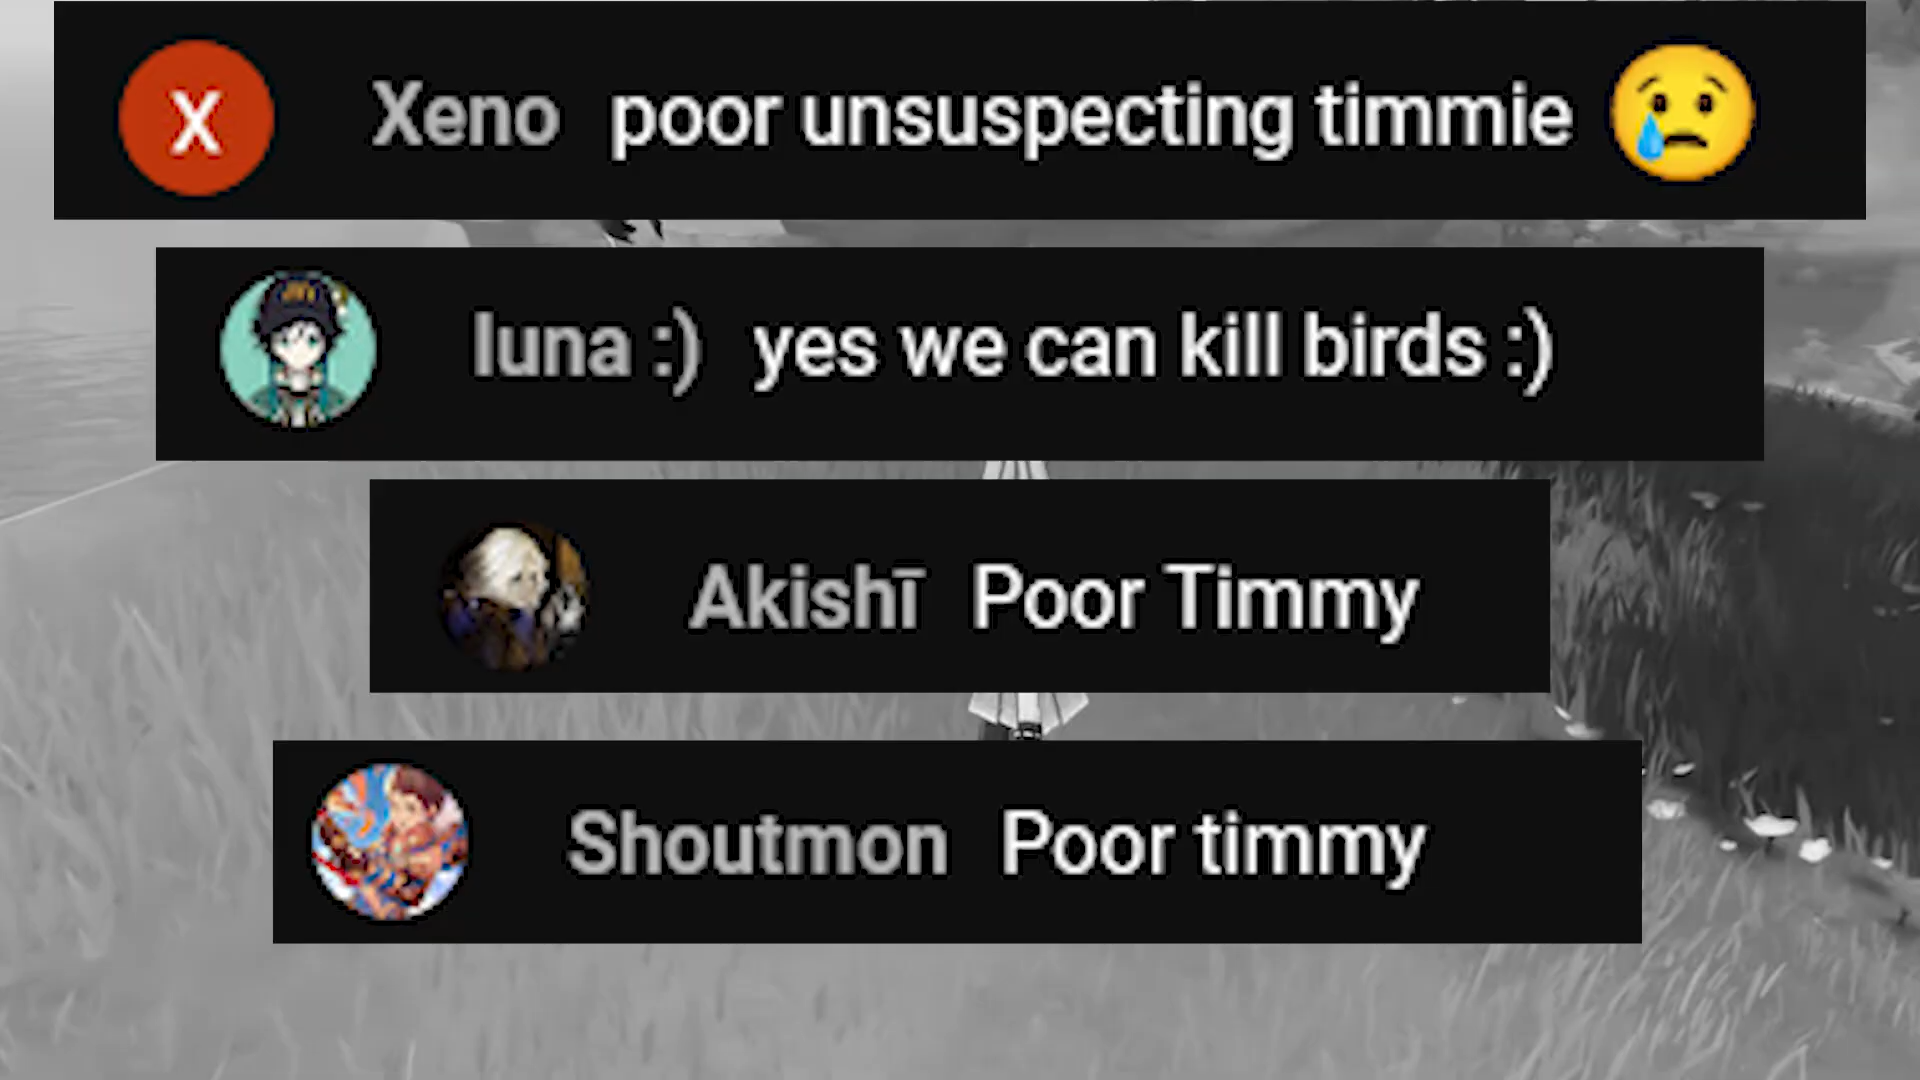 X Xeno poor unsuspecting timmie 😢
luna :) yes we can kill birds :)
Akishī Poor Timmy
Shoutmon Poor timmy